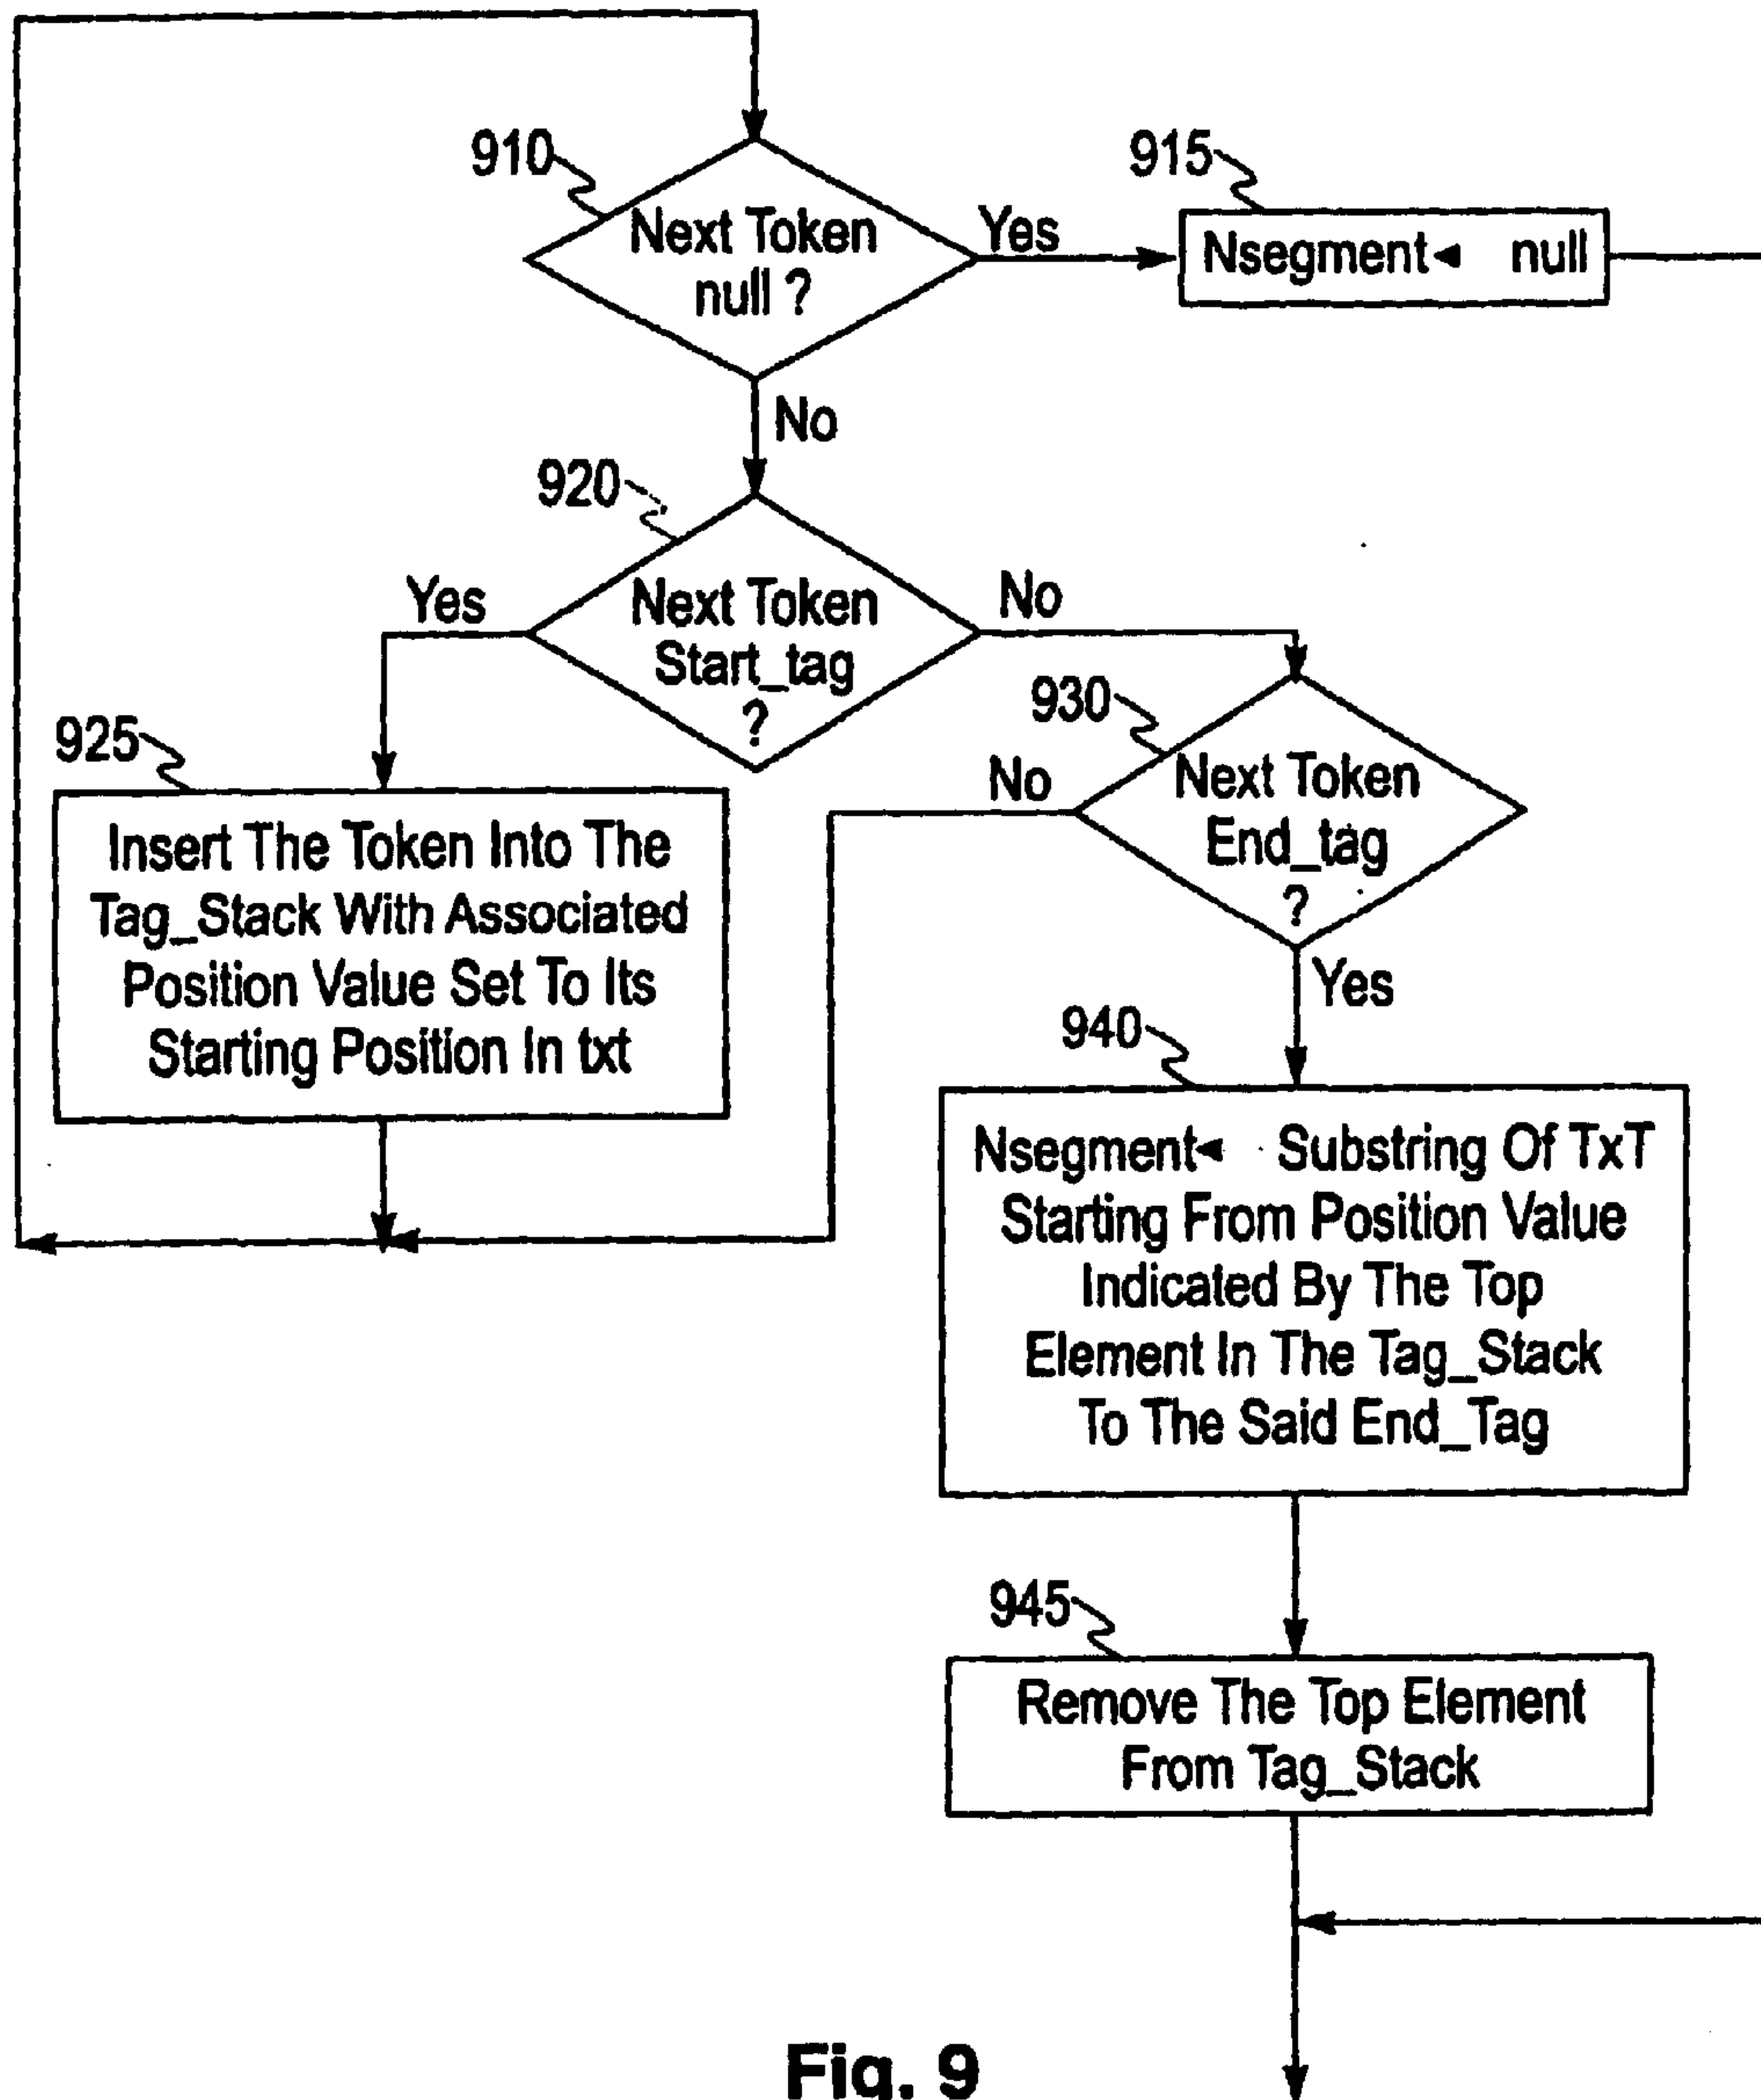 910
Next Token
null ?
Yes
915
Nsegment◄ null
No
920
Next Token
Start_tag
?
Yes
No
925
Insert The Token Into The
Tag_Stack With Associated
Position Value Set To Its
Starting Position In txt
930
Next Token
End_tag
?
No
Yes
940
Nsegment◄ Substring Of TxT
Starting From Position Value
Indicated By The Top
Element In The Tag_Stack
To The Said End_Tag
945
Remove The Top Element
From Tag_Stack
Fig. 9